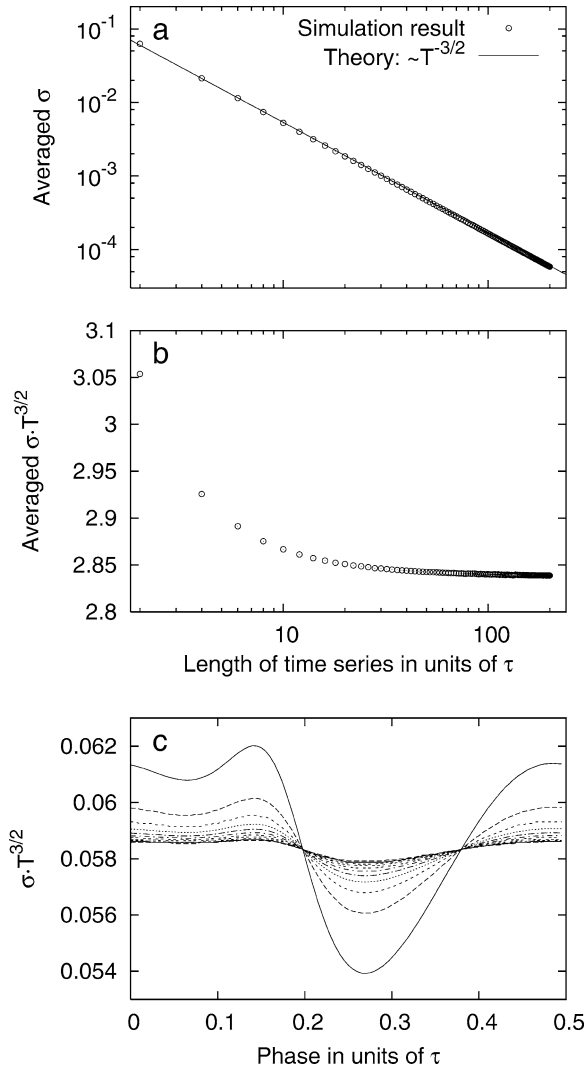 a
Simulation result
Theory: ~T^-3/2
Averaged σ
10^-1
10^-2
10^-3
10^-4
b
Averaged σ·T^3/2
3.1
3.05
3
2.95
2.9
2.85
2.8
10 100
Length of time series in units of τ
c
σ·T^3/2
0.062
0.06
0.058
0.056
0.054
0 0.1 0.2 0.3 0.4 0.5
Phase in units of τ